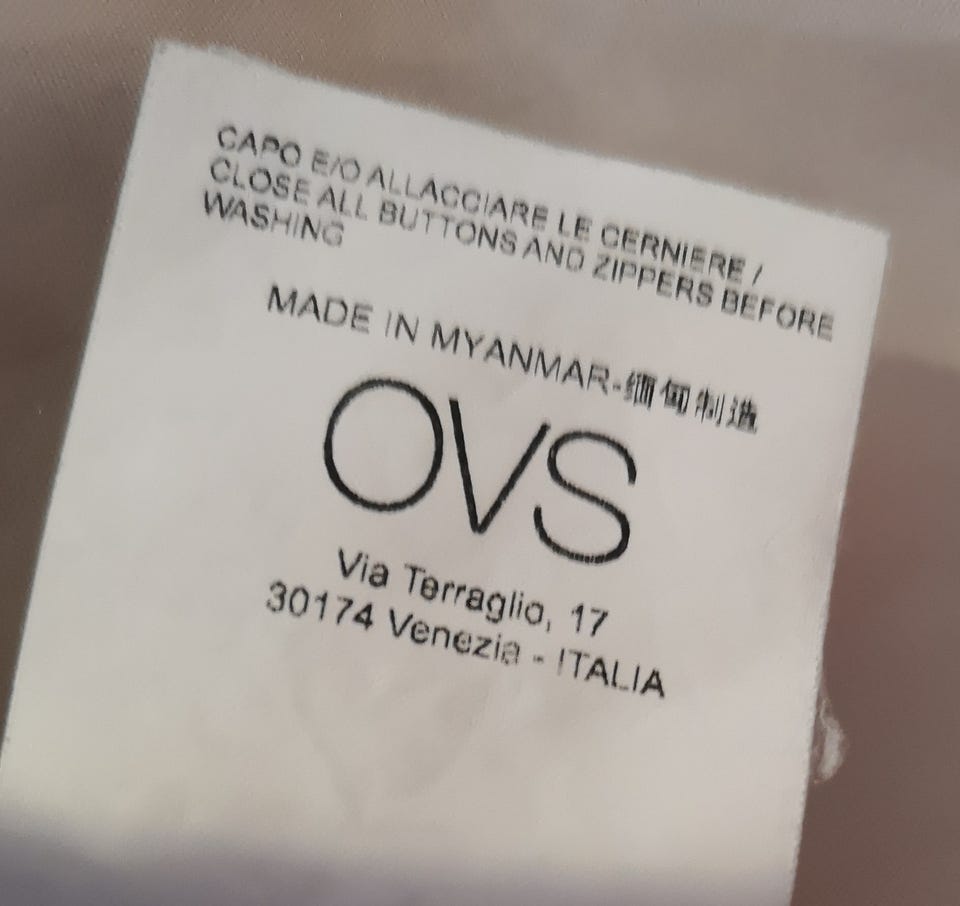 CAPO E/O ALLACCIARE LE CERNIERE /
CLOSE ALL BUTTONS AND ZIPPERS BEFORE
WASHING
MADE IN MYANMAR-缅甸制造
OVS
Via Terraglio, 17
30174 Venezia - ITALIA